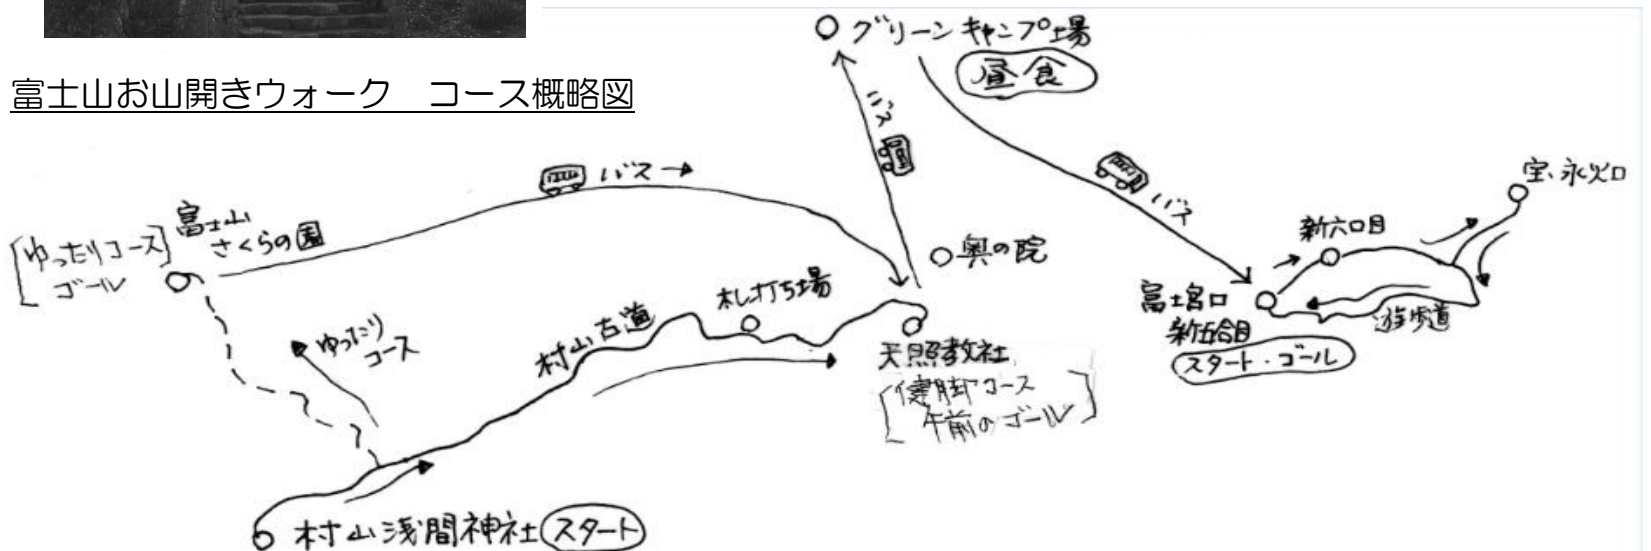 富士山お山開きウォーク　コース概略図
グリーンキャンプ場
昼食
バス
バス
バス→
宝永火口
新六合目
富士宮口
新五合目
スタート・ゴール
遊歩道
富士山
さくらの園
[ゆったりコース
ゴール]
奥の院
札打ち場
村山古道
ゆったり
コース
天照教社
[健脚コース
午前のゴール]
村山浅間神社 スタート